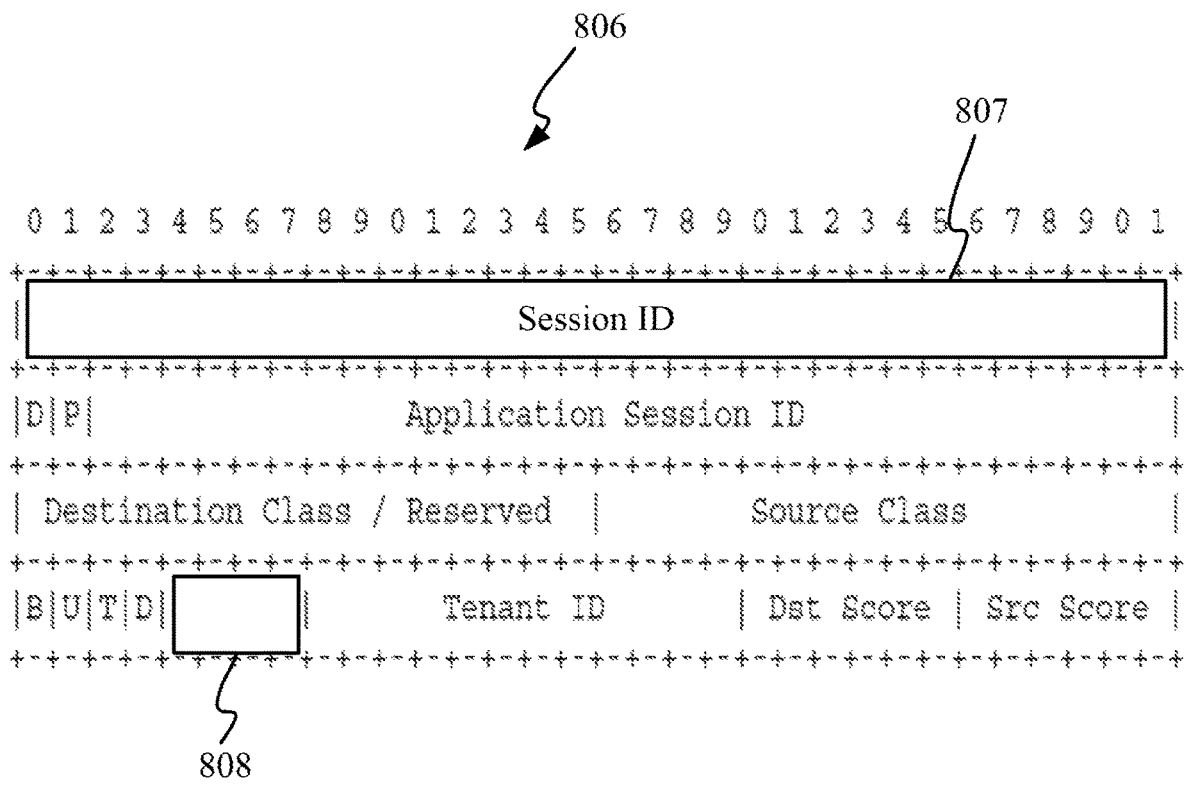 806
807
0 1 2 3 4 5 6 7 8 9 0 1 2 3 4 5 6 7 8 9 0 1 2 3 4 5 6 7 8 9 0 1
+-+-+-+-+-+-+-+-+-+-+-+-+-+-+-+-+-+-+-+-+-+-+-+-+-+-+-+-+-+-+-+-+
| Session ID |
+-+-+-+-+-+-+-+-+-+-+-+-+-+-+-+-+-+-+-+-+-+-+-+-+-+-+-+-+-+-+-+-+
|D|P| Application Session ID |
+-+-+-+-+-+-+-+-+-+-+-+-+-+-+-+-+-+-+-+-+-+-+-+-+-+-+-+-+-+-+-+-+
| Destination Class / Reserved | Source Class |
+-+-+-+-+-+-+-+-+-+-+-+-+-+-+-+-+-+-+-+-+-+-+-+-+-+-+-+-+-+-+-+-+
|B|U|T|D| | Tenant ID | Dst Score | Src Score |
+-+-+-+-+-+-+-+-+-+-+-+-+-+-+-+-+-+-+-+-+-+-+-+-+-+-+-+-+-+-+-+-+
808